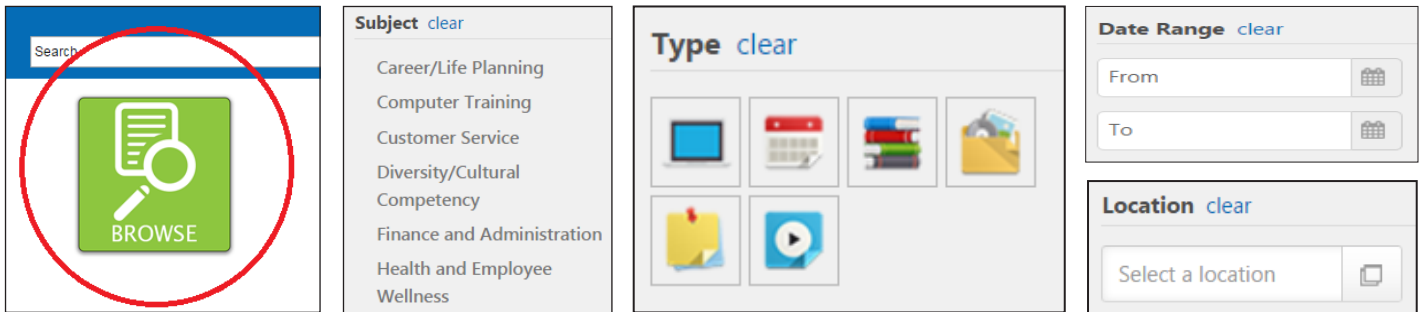 Search
BROWSE
Subject clear
Career/Life Planning
Computer Training
Customer Service
Diversity/Cultural
Competency
Finance and Administration
Health and Employee
Wellness
Type clear
Date Range clear
From
To
Location clear
Select a location